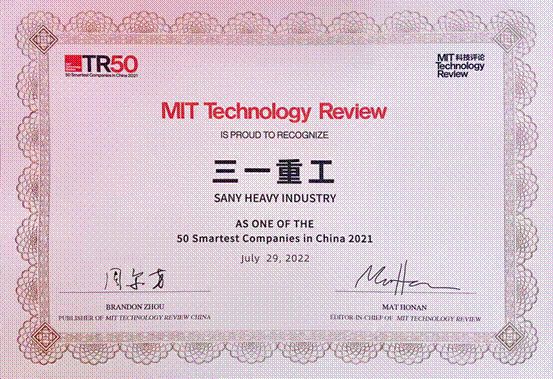 TR50
50 Smartest Companies in China 2021
MIT 科技评论
Technology
Review
MIT Technology Review
IS PROUD TO RECOGNIZE
三一重工
SANY HEAVY INDUSTRY
AS ONE OF THE
50 Smartest Companies in China 2021
July 29, 2022
周尔方
BRANDON ZHOU
PUBLISHER OF MIT TECHNOLOGY REVIEW CHINA
MAT HONAN
EDITOR-IN-CHIEF OF MIT TECHNOLOGY REVIEW